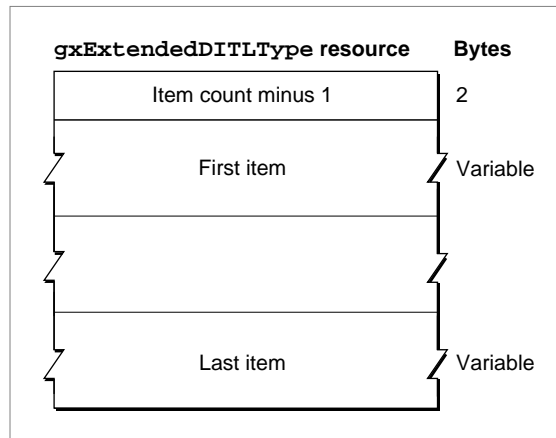 gxExtendedDITLType resource Bytes
Item count minus 1 2
First item Variable
Last item Variable